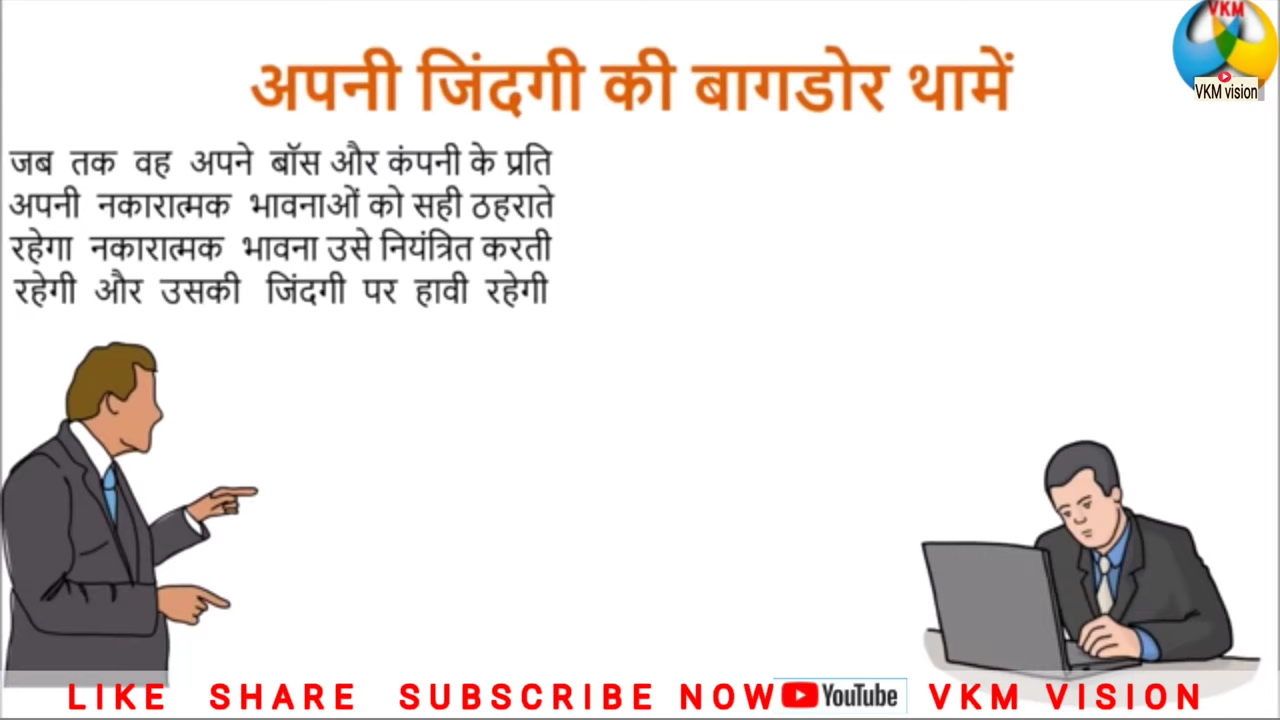 VKM
VKM vision
अपनी जिंदगी की बागडोर थामें
जब तक वह अपने बॉस और कंपनी के प्रति
अपनी नकारात्मक भावनाओं को सही ठहराते
रहेगा नकारात्मक भावना उसे नियंत्रित करती
रहेगी और उसकी जिंदगी पर हावी रहेगी
LIKE SHARE SUBSCRIBE NOW YouTube VKM VISION